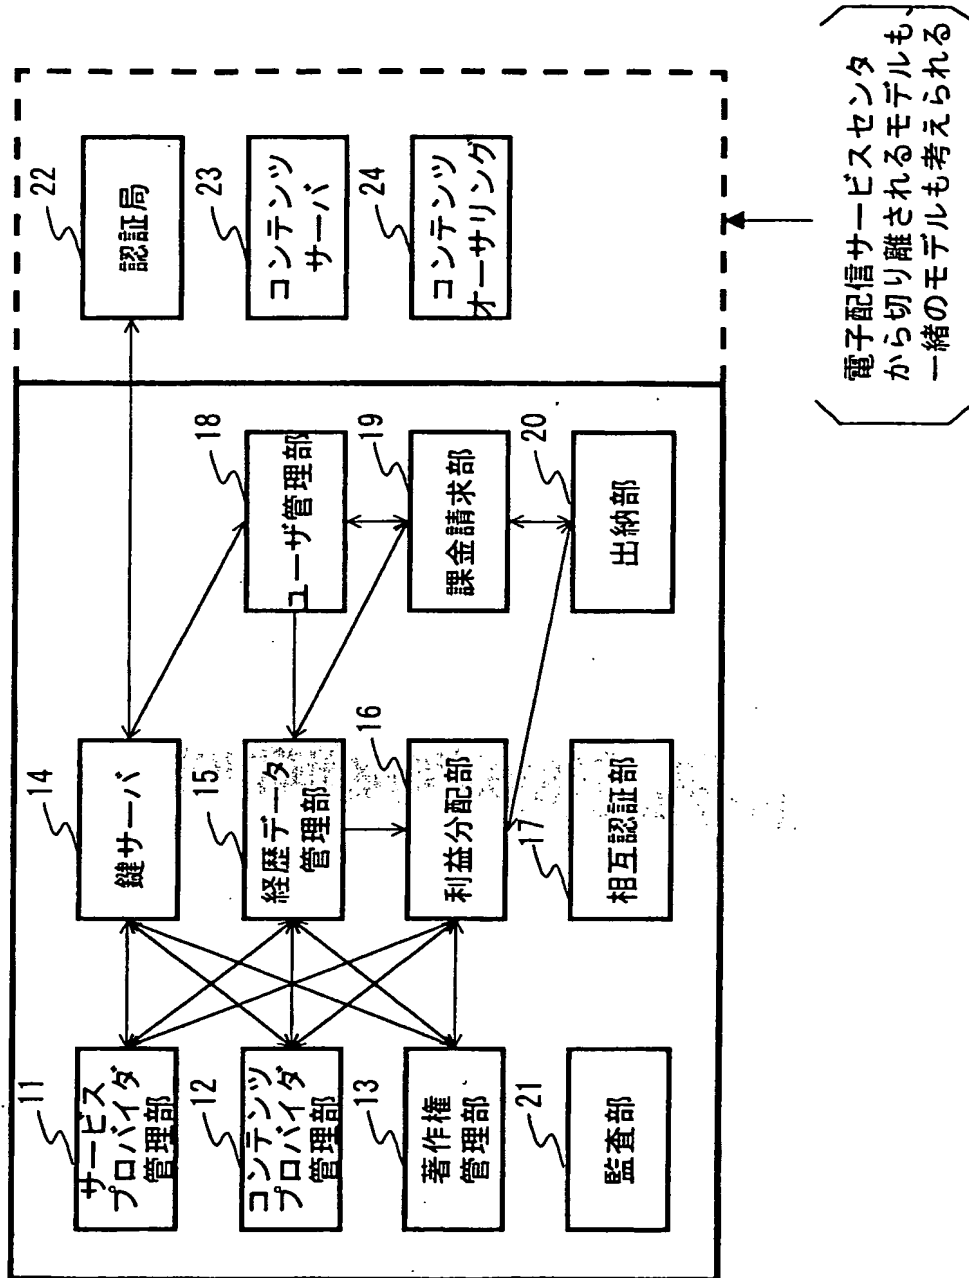 11
サービス
プロバイダ
管理部
12
コンテンツ
プロバイダ
管理部
13
著作権
管理部
21
監査部
14
鍵サーバ
15
経歴データ
管理部
16
利益分配部
17
相互認証部
18
ユーザ管理部
19
課金請求部
20
出納部
22
認証局
23
コンテンツ
サーバ
24
コンテンツ
オーサリング
電子配信サービスセンタ
から切り離されるモデルも、
一緒のモデルも考えられる